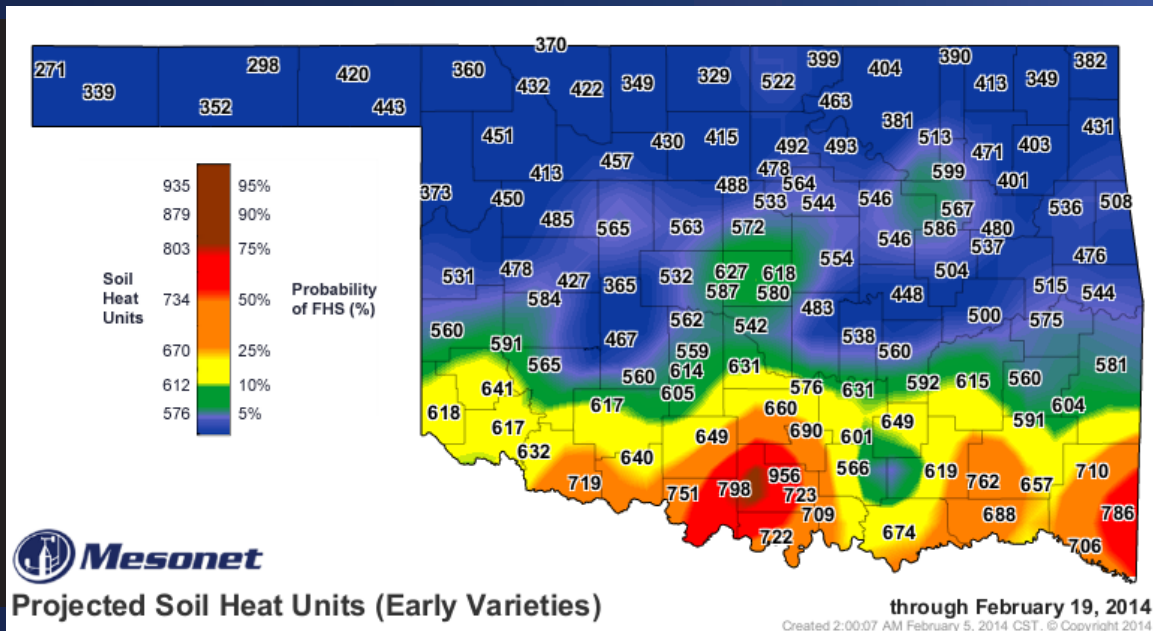 370
271 298 420 360 329 399 404 390 382
339 352 443 432 422 349 522 463 413 349
451 430 415 492 493 381 513 471 403 431
413 457 478 599
373 450 488 564 546 401
485 565 563 533 544 567 536 508
572 586 480
546 537
531 478 427 365 532 627 618 554 504 476
584 587 580 448 515 544
483 500
560 562 542 538 575
591 467 560
565 559
560 614 631 581
641 605 576 631 592 615 560
618 617 660 649 604
617 649 690 601 591
632 640 566 619
719 751 798 956 723 762 657 710
709 688 786
722 674 706
935 95%
879 90%
803 75%
734 50%
670 25%
612 10%
576 5%
Soil
Heat
Units
Probability
of FHS (%)
Mesonet
Projected Soil Heat Units (Early Varieties)
through February 19, 2014
Created 2:00:07 AM February 5, 2014 CST. © Copyright 2014